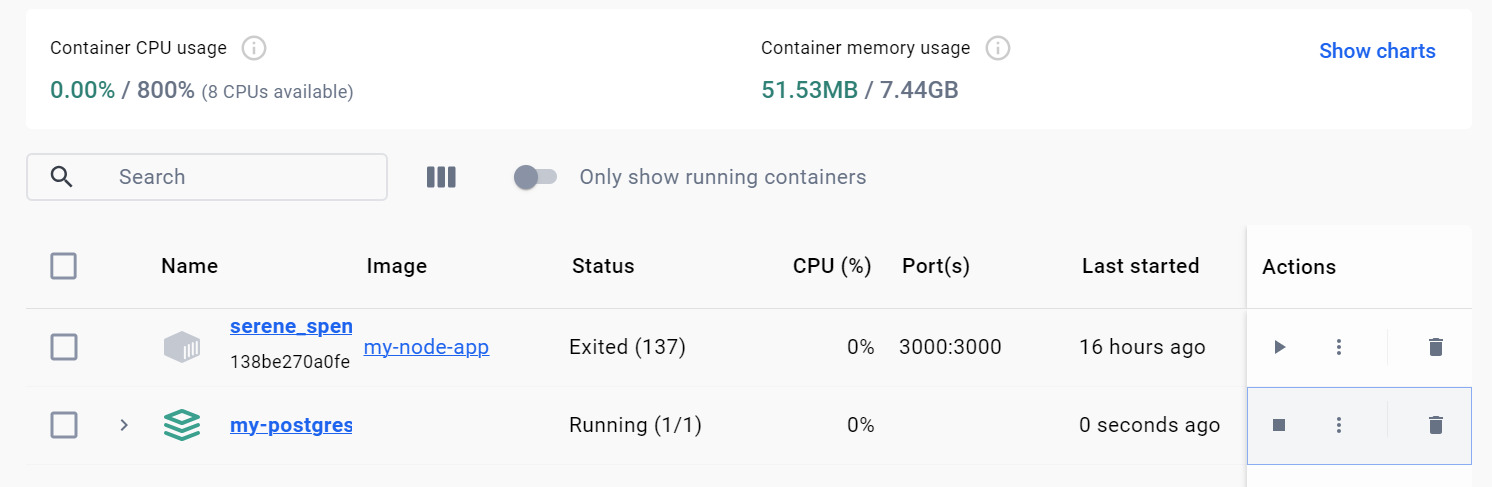 Container CPU usage
0.00% / 800% (8 CPUs available)
Container memory usage
51.53MB / 7.44GB
Show charts
Search
Only show running containers
Name Image Status CPU (%) Port(s) Last started Actions
serene_spen
138be270a0fe
my-node-app Exited (137) 0% 3000:3000 16 hours ago
my-postgres Running (1/1) 0% 0 seconds ago